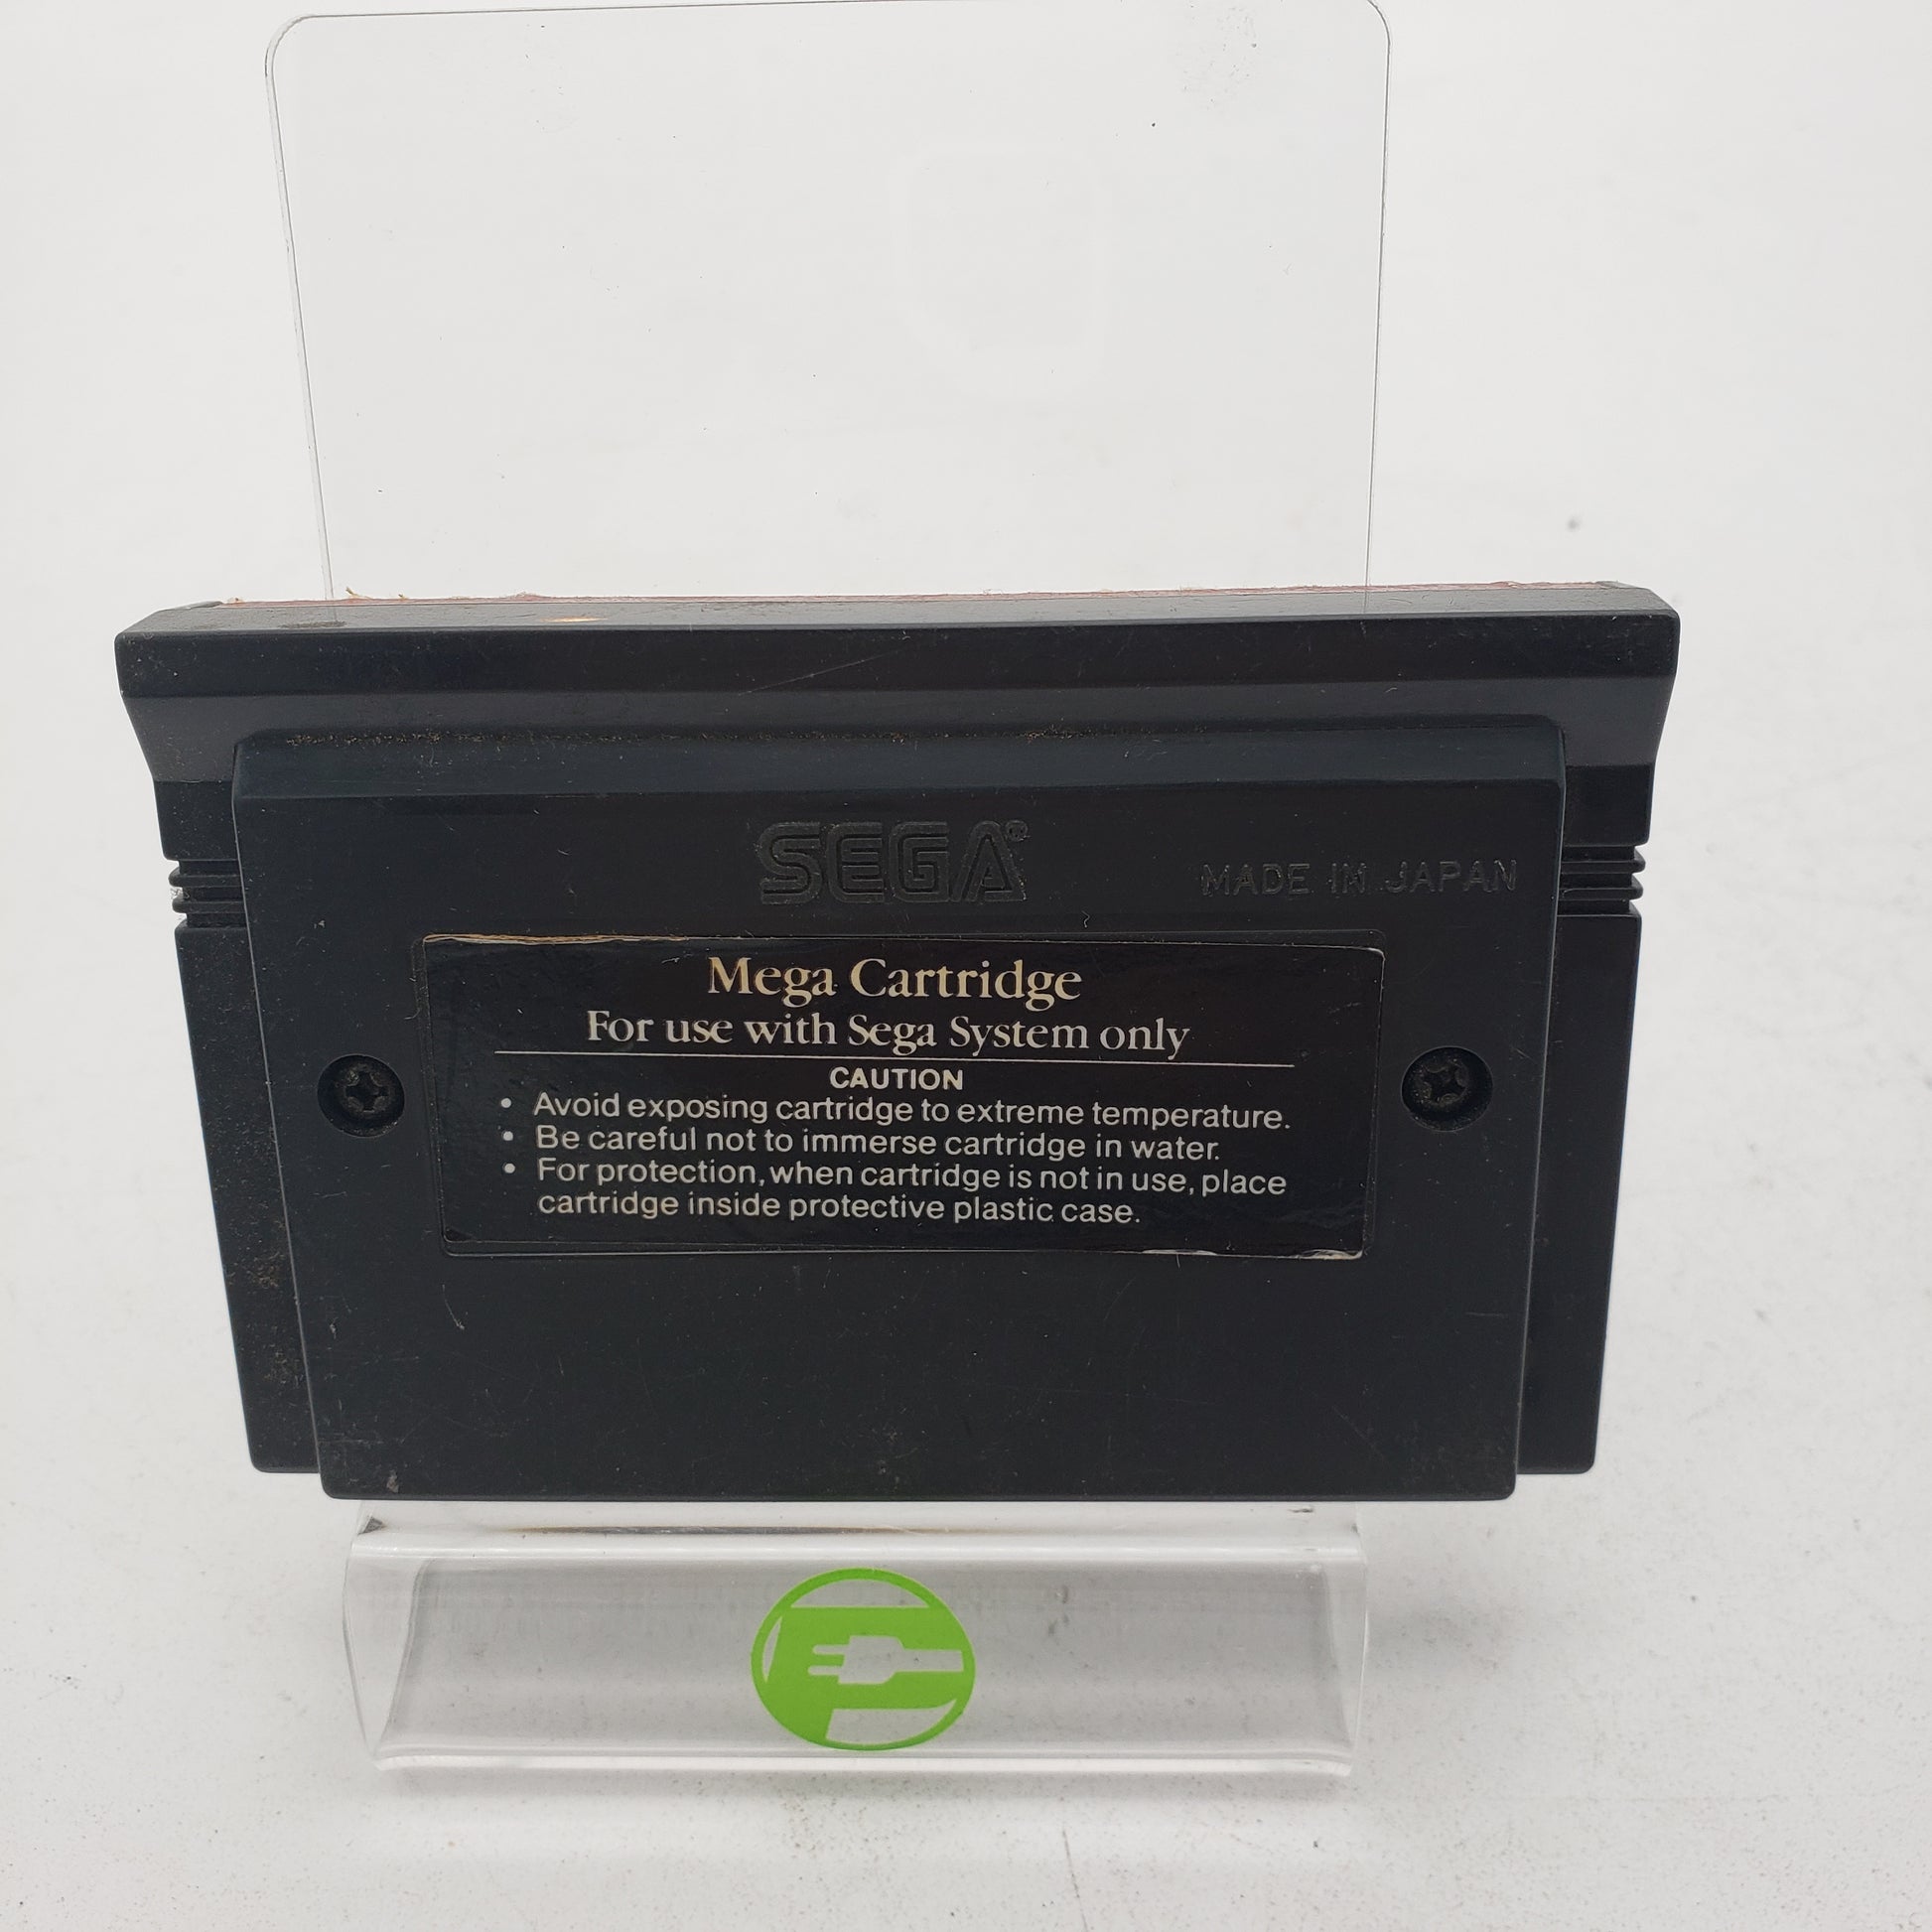 SEGA®
MADE IN JAPAN
Mega Cartridge
For use with Sega System only
CAUTION
• Avoid exposing cartridge to extreme temperature.
• Be careful not to immerse cartridge in water.
• For protection, when cartridge is not in use, place
cartridge inside protective plastic case.